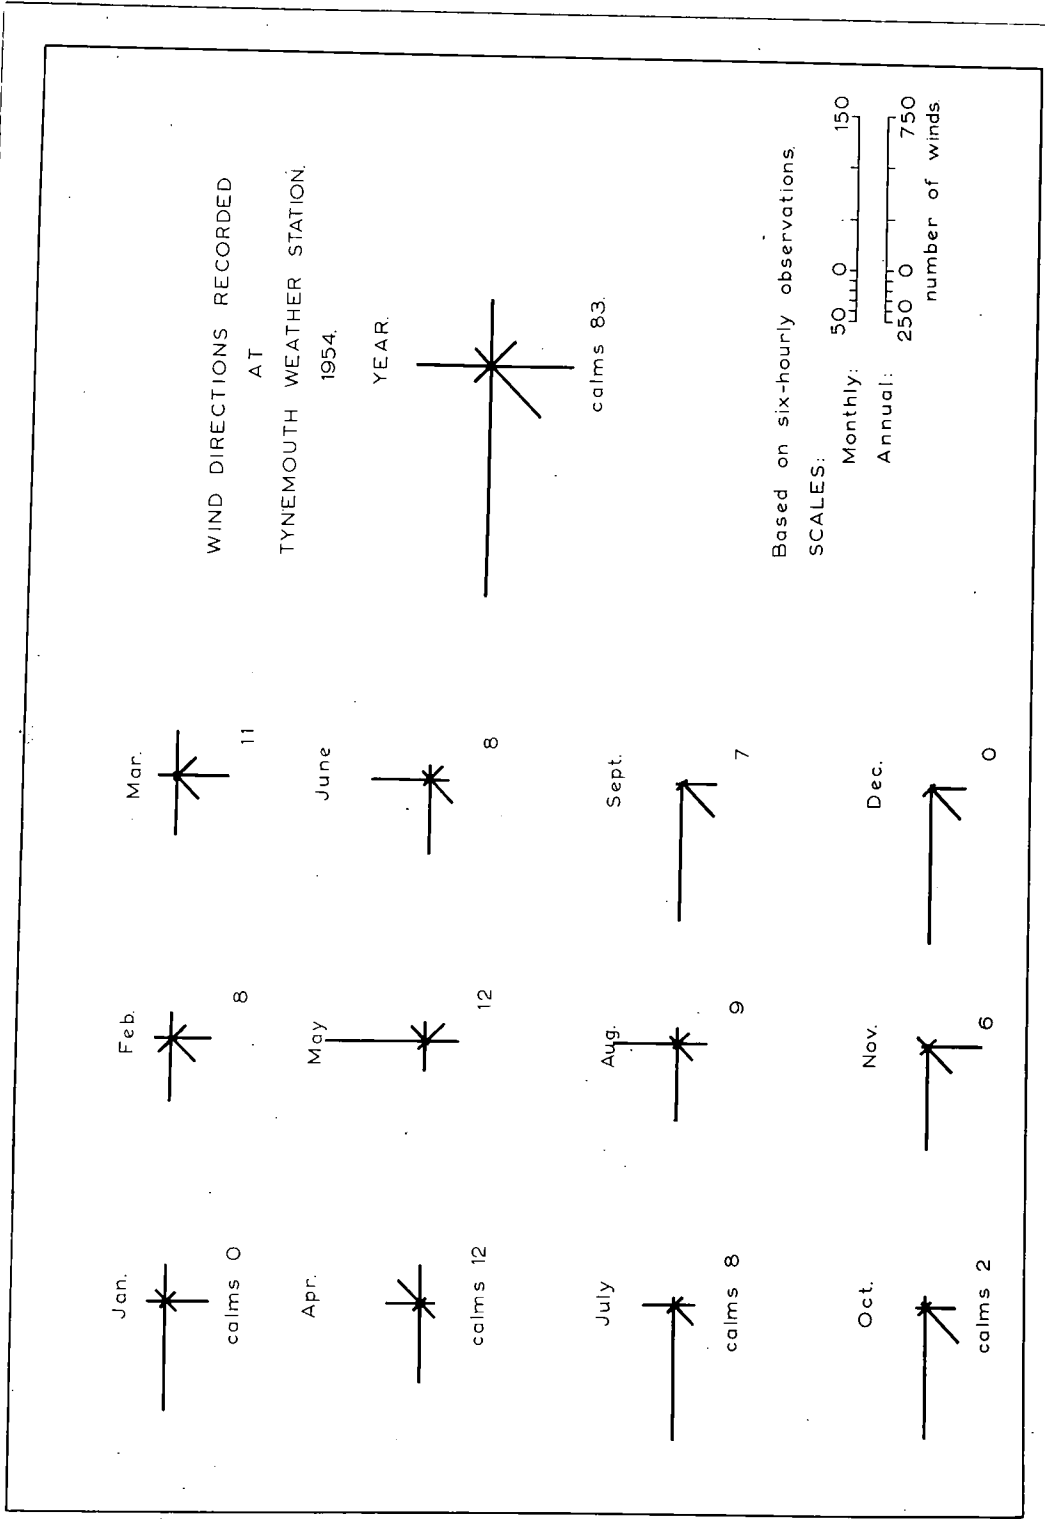 WIND DIRECTIONS RECORDED
AT
TYNEMOUTH WEATHER STATION.
1954.
YEAR.
calms 83.
Jan.
calms 0
Feb.
8
Mar.
11
Apr.
calms 12
May
12
June
8
July
calms 8
Aug.
9
Sept.
7
Oct.
calms 2
Nov.
6
Dec.
0
Based on six-hourly observations.
SCALES:
Monthly: 50 0 150
Annual: 250 0 750
number of winds.